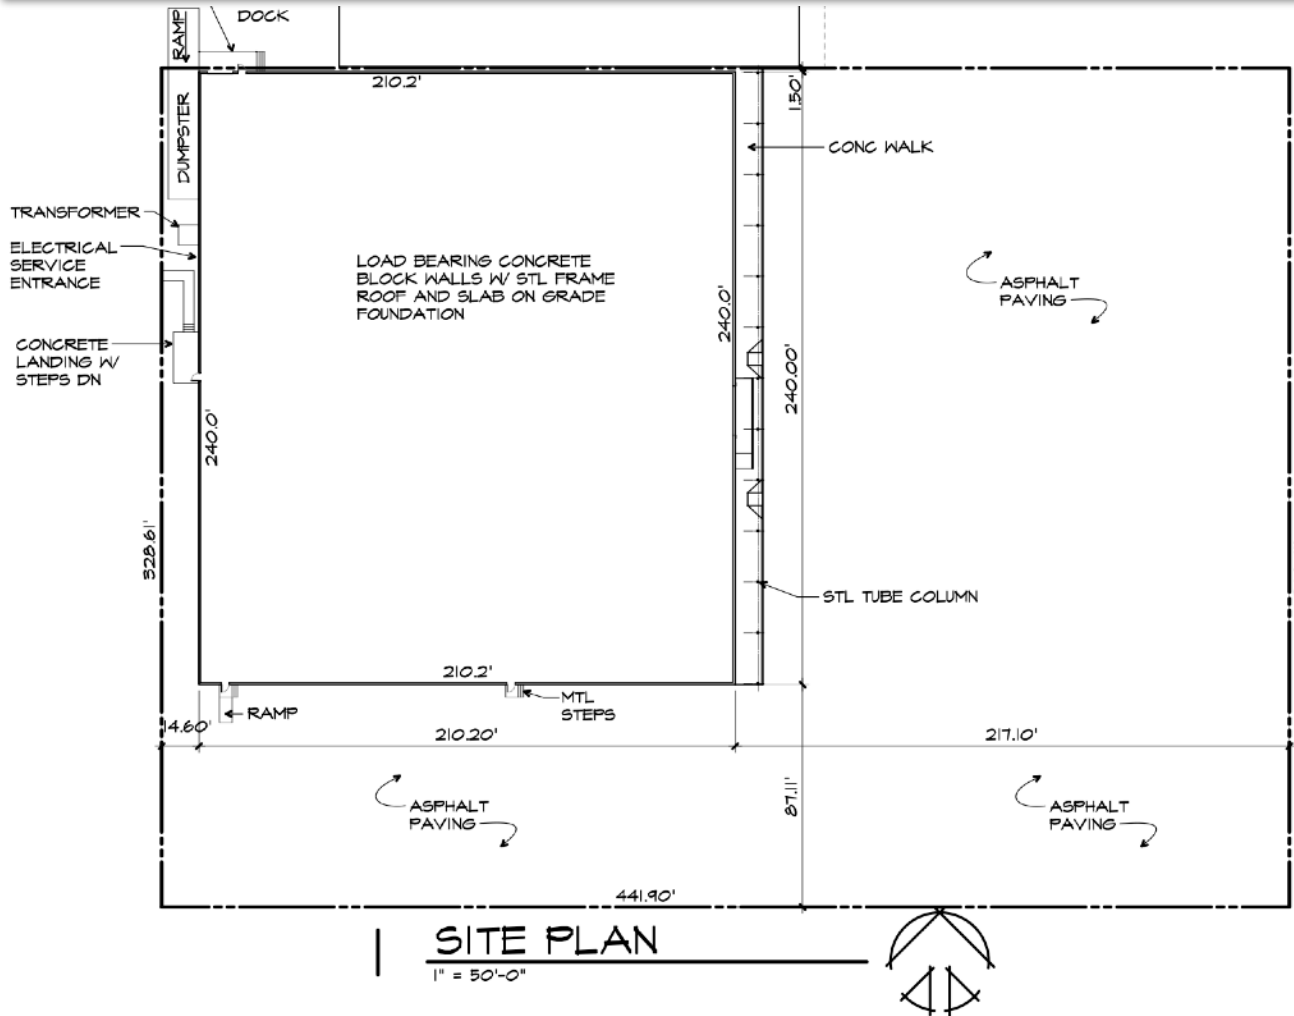 DOCK
RAMP
210.2'
1.50'
DUMPSTER
CONC WALK
TRANSFORMER
ELECTRICAL
SERVICE
ENTRANCE
LOAD BEARING CONCRETE
BLOCK WALLS W/ STL FRAME
ROOF AND SLAB ON GRADE
FOUNDATION
ASPHALT
PAVING
240.0'
CONCRETE
LANDING W/
STEPS DN
240.00'
240.0'
328.61'
STL TUBE COLUMN
210.2'
RAMP
MTL
STEPS
14.60'
210.20'
217.10'
87.11'
ASPHALT
PAVING
ASPHALT
PAVING
441.90'
1 SITE PLAN
1" = 50'-0"